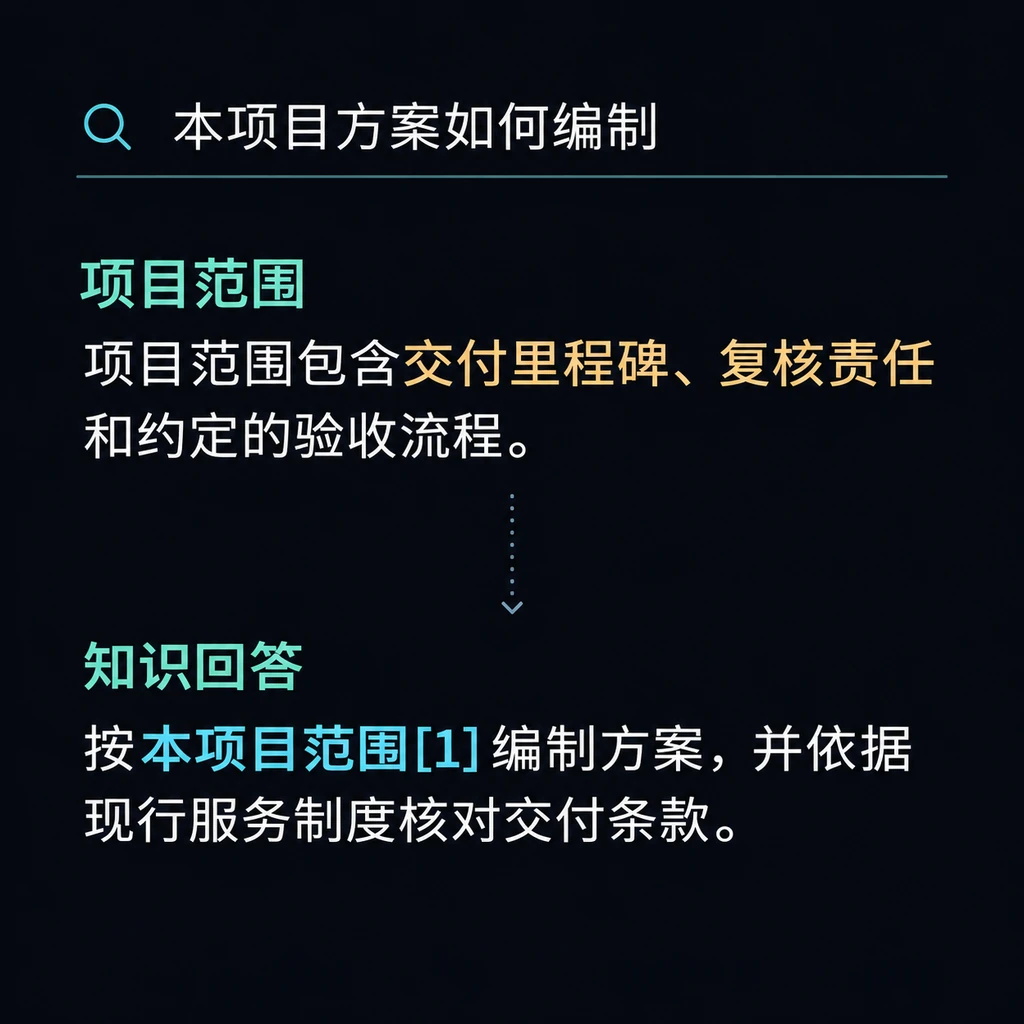 本项目方案如何编制
项目范围
项目范围包含交付里程碑、复核责任
和约定的验收流程。
知识回答
按本项目范围[1]编制方案，并依据
现行服务制度核对交付条款。